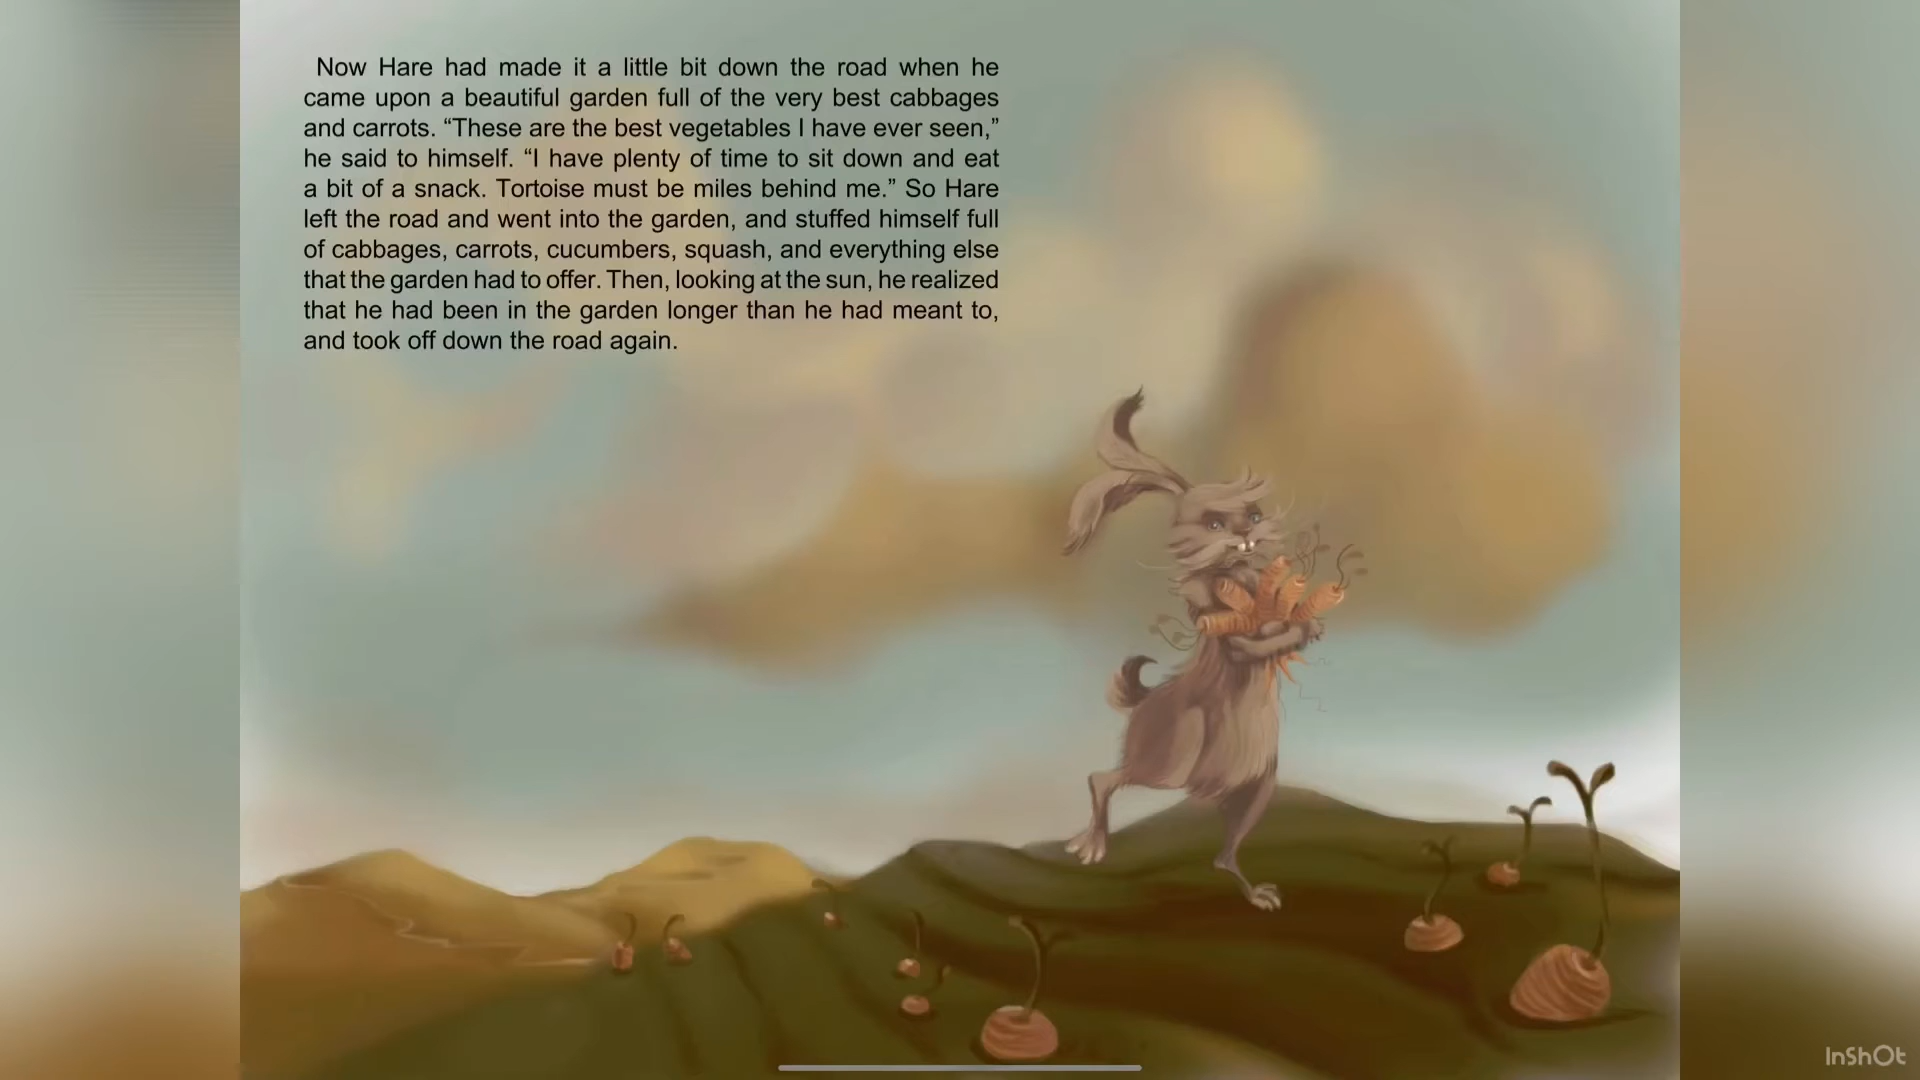 Now Hare had made it a little bit down the road when he
came upon a beautiful garden full of the very best cabbages
and carrots. “These are the best vegetables I have ever seen,”
he said to himself. “I have plenty of time to sit down and eat
a bit of a snack. Tortoise must be miles behind me.” So Hare
left the road and went into the garden, and stuffed himself full
of cabbages, carrots, cucumbers, squash, and everything else
that the garden had to offer. Then, looking at the sun, he realized
that he had been in the garden longer than he had meant to,
and took off down the road again.
InShOt